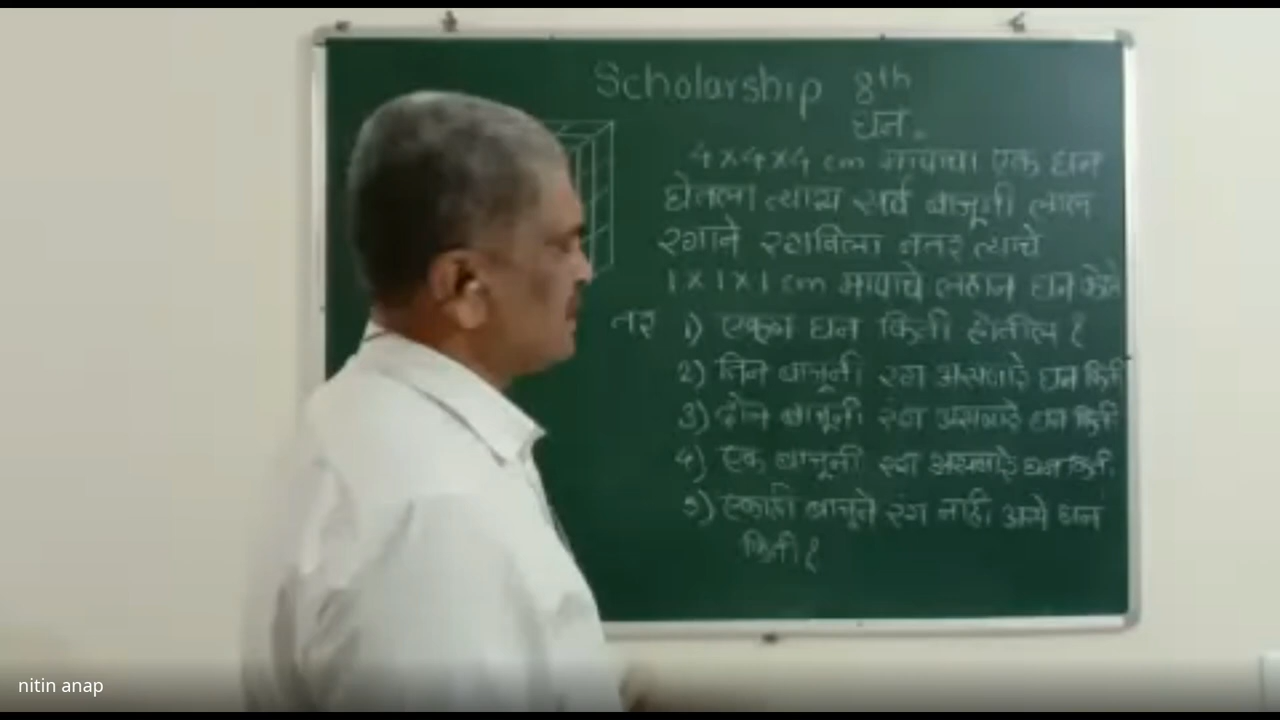 Scholarship 8th
घन.
4×4×4 cm मापाचा एक घन
घेतला त्यास सर्व बाजूनी लाल
रंगाने रंगविला नंतर त्याचे
1×1×1 cm मापाचे लहान घन केले
तर 1) एकूण घन किती होतील ?
2) तिन बाजूनी रंग असणारे घन किती
3) दोन बाजूनी रंग असणारे घन किती
4) एक बाजूनी रंग असणारे घन किती
5) एकाही बाजूने रंग नाही असे घन
किती ?
nitin anap